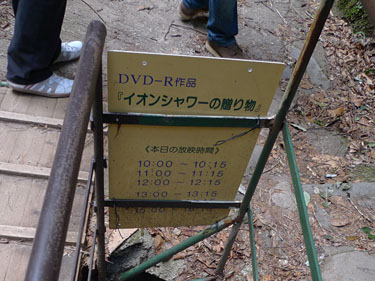 DVD-R作品
『イオンシャワーの贈り物』
《本日の放映時間》
10:00 ～ 10:15
11:00 ～ 11:15
12:00 ～ 12:15
13:00 ～ 13:15